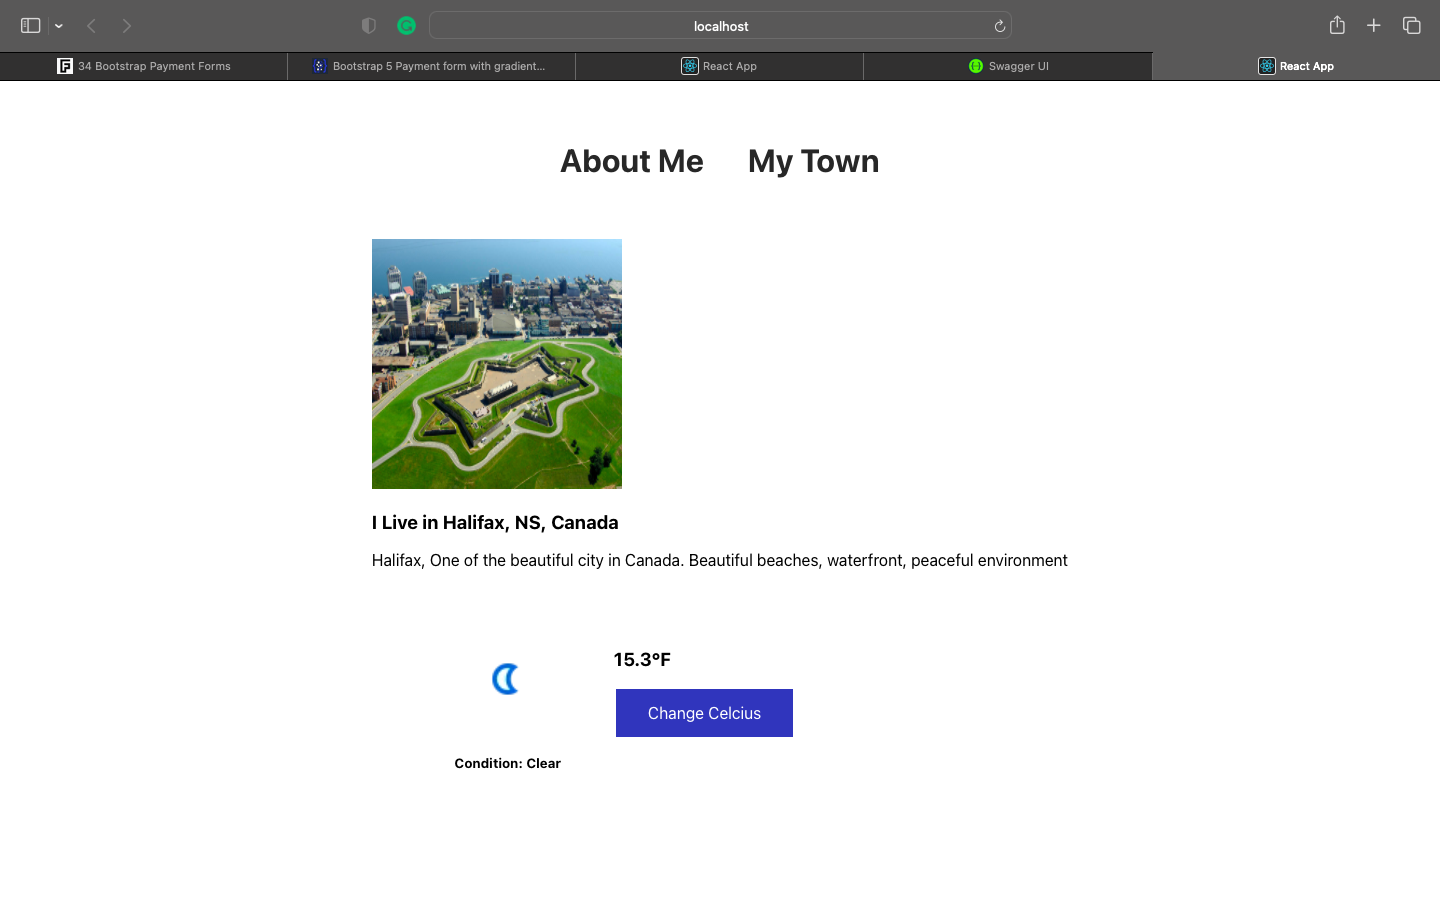 localhost
34 Bootstrap Payment Forms
Bootstrap 5 Payment form with gradient...
React App
Swagger UI
React App
About Me
My Town
I Live in Halifax, NS, Canada
Halifax, One of the beautiful city in Canada. Beautiful beaches, waterfront, peaceful environment
15.3°F
Change Celcius
Condition: Clear